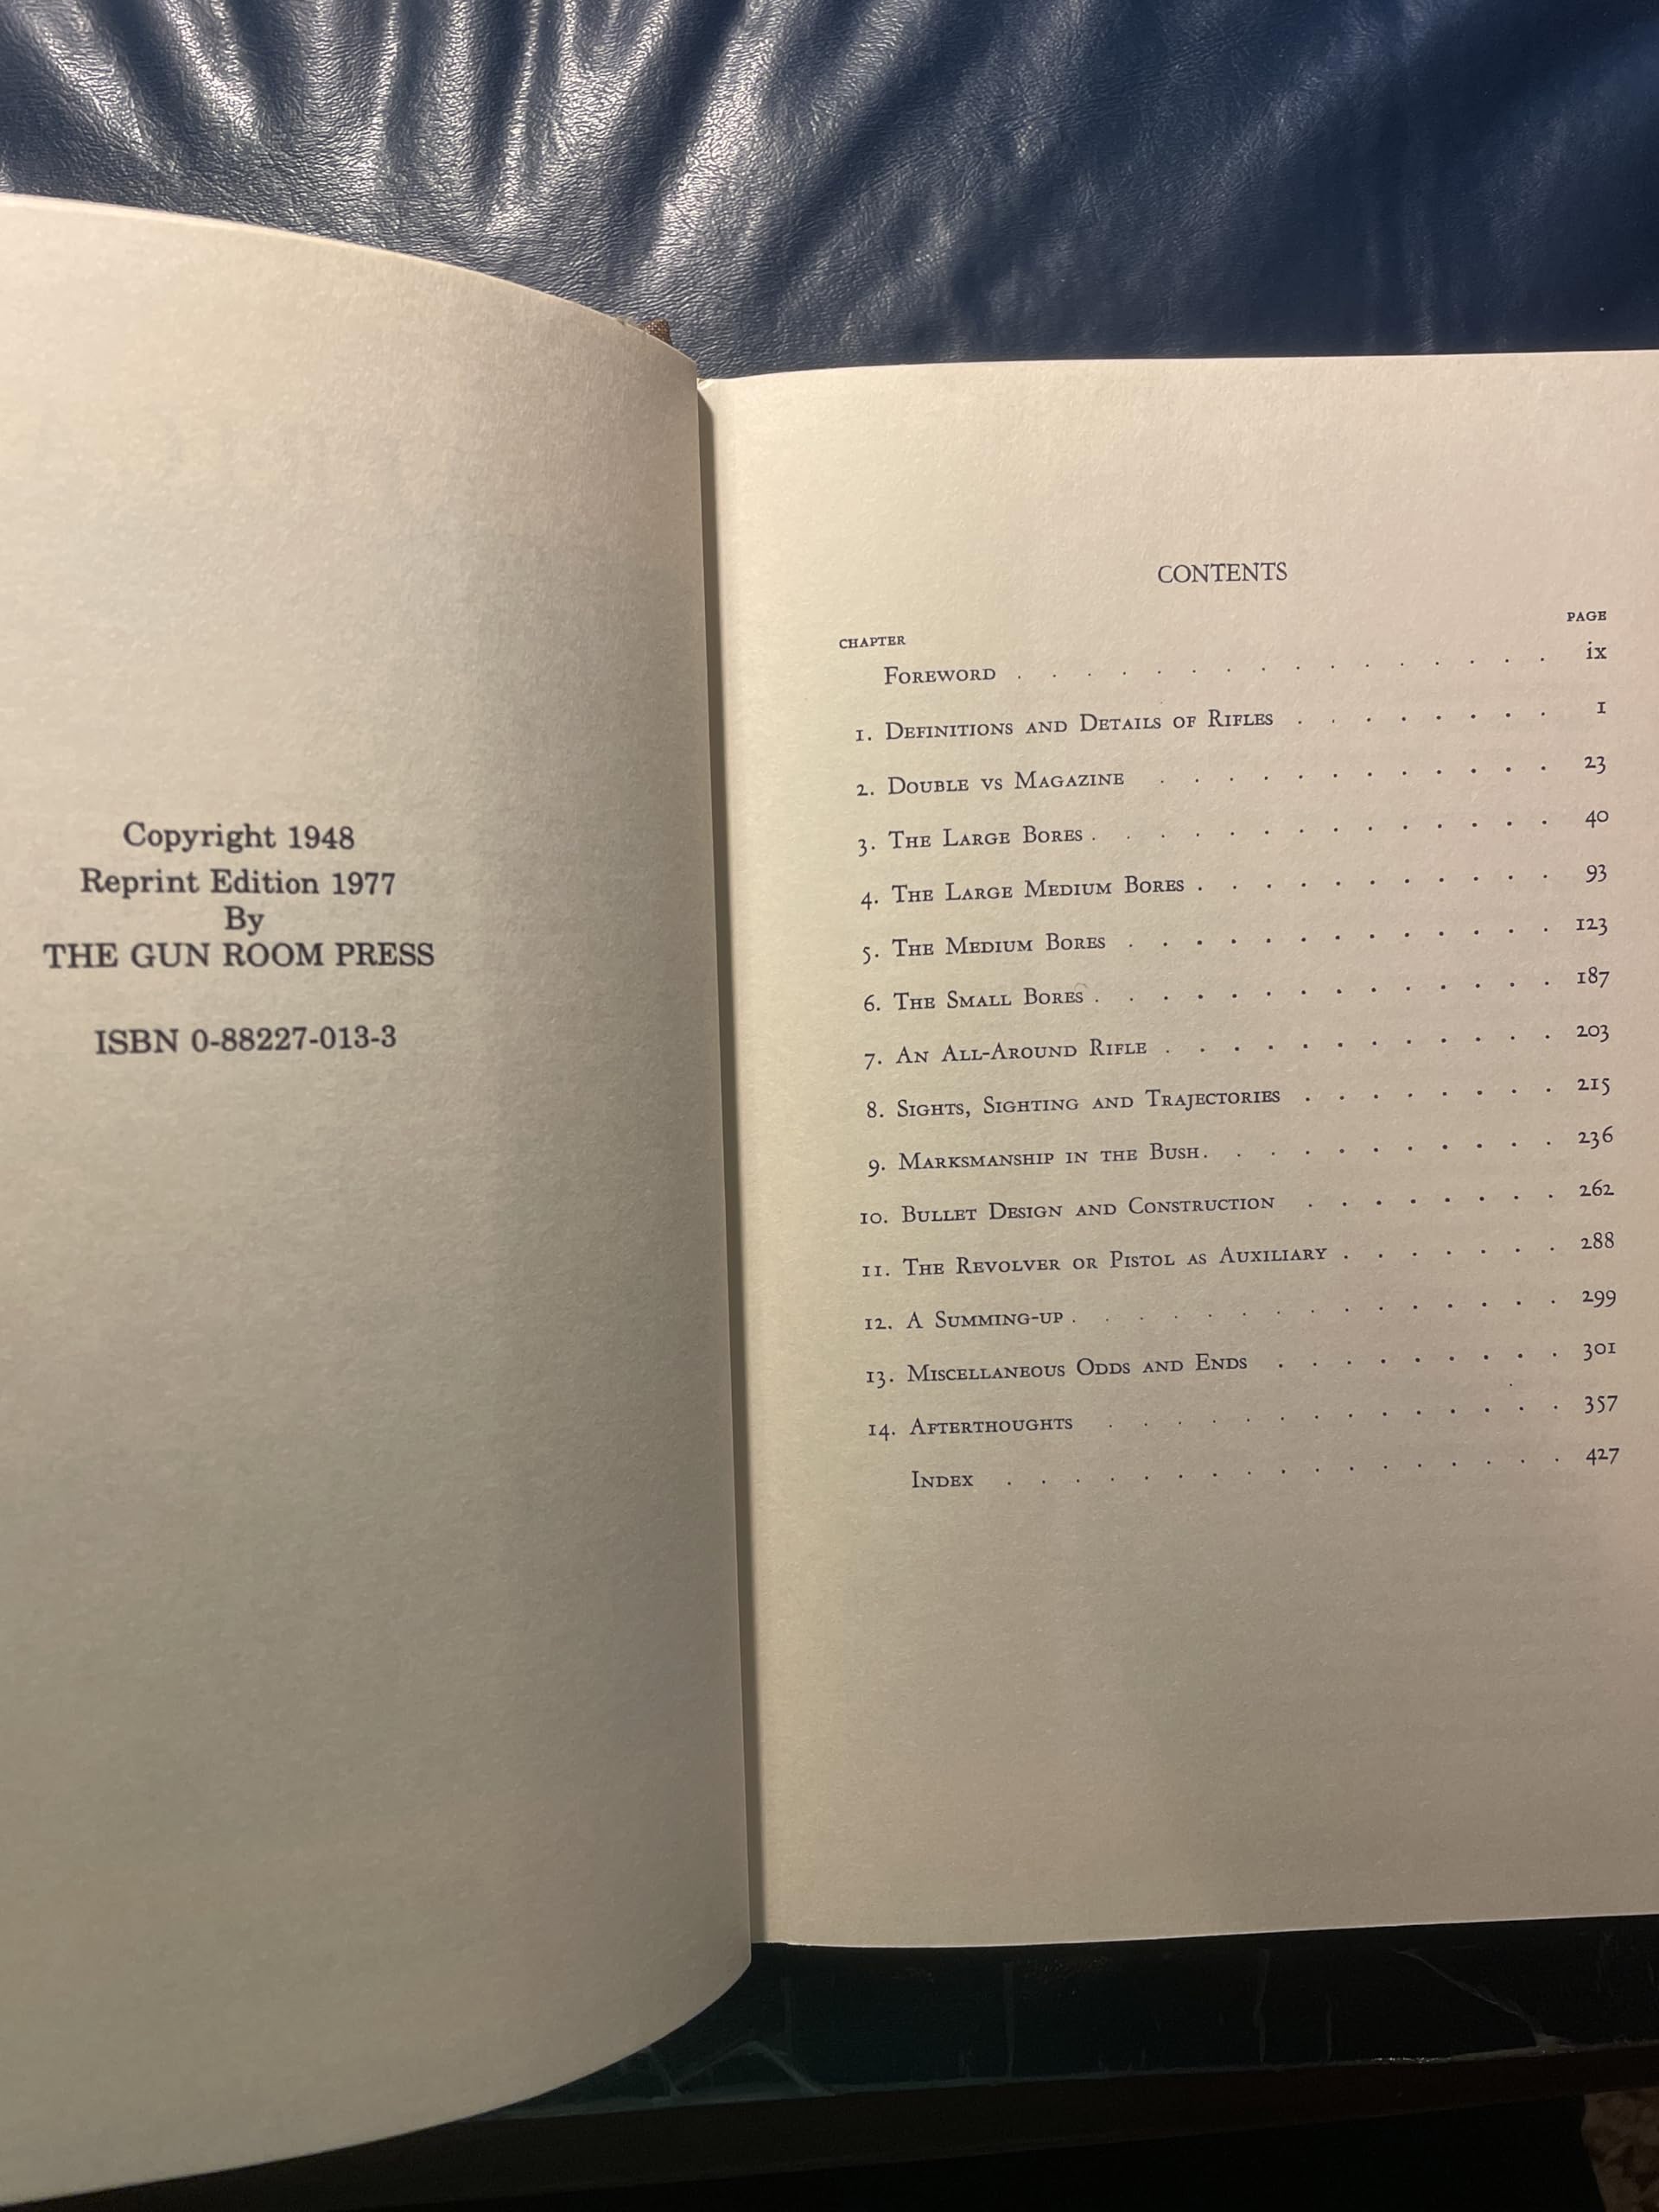 Copyright 1948
Reprint Edition 1977
By
THE GUN ROOM PRESS
ISBN 0-88227-013-3
CONTENTS
CHAPTER PAGE
FOREWORD . . . . . . . . . . . . . . . . ix
1. DEFINITIONS AND DETAILS OF RIFLES . . . . . . . . 1
2. DOUBLE VS MAGAZINE . . . . . . . . . . . . 23
3. THE LARGE BORES . . . . . . . . . . . . . . 40
4. THE LARGE MEDIUM BORES . . . . . . . . . . . 93
5. THE MEDIUM BORES . . . . . . . . . . . . . 123
6. THE SMALL BORES . . . . . . . . . . . . . . 187
7. AN ALL-AROUND RIFLE . . . . . . . . . . . . 203
8. SIGHTS, SIGHTING AND TRAJECTORIES . . . . . . . . 215
9. MARKSMANSHIP IN THE BUSH . . . . . . . . . . . 236
10. BULLET DESIGN AND CONSTRUCTION . . . . . . . . 262
11. THE REVOLVER OR PISTOL AS AUXILIARY . . . . . . . 288
12. A SUMMING-UP . . . . . . . . . . . . . . . 299
13. MISCELLANEOUS ODDS AND ENDS . . . . . . . . . 301
14. AFTERTHOUGHTS . . . . . . . . . . . . . . 357
INDEX . . . . . . . . . . . . . . . . . 427